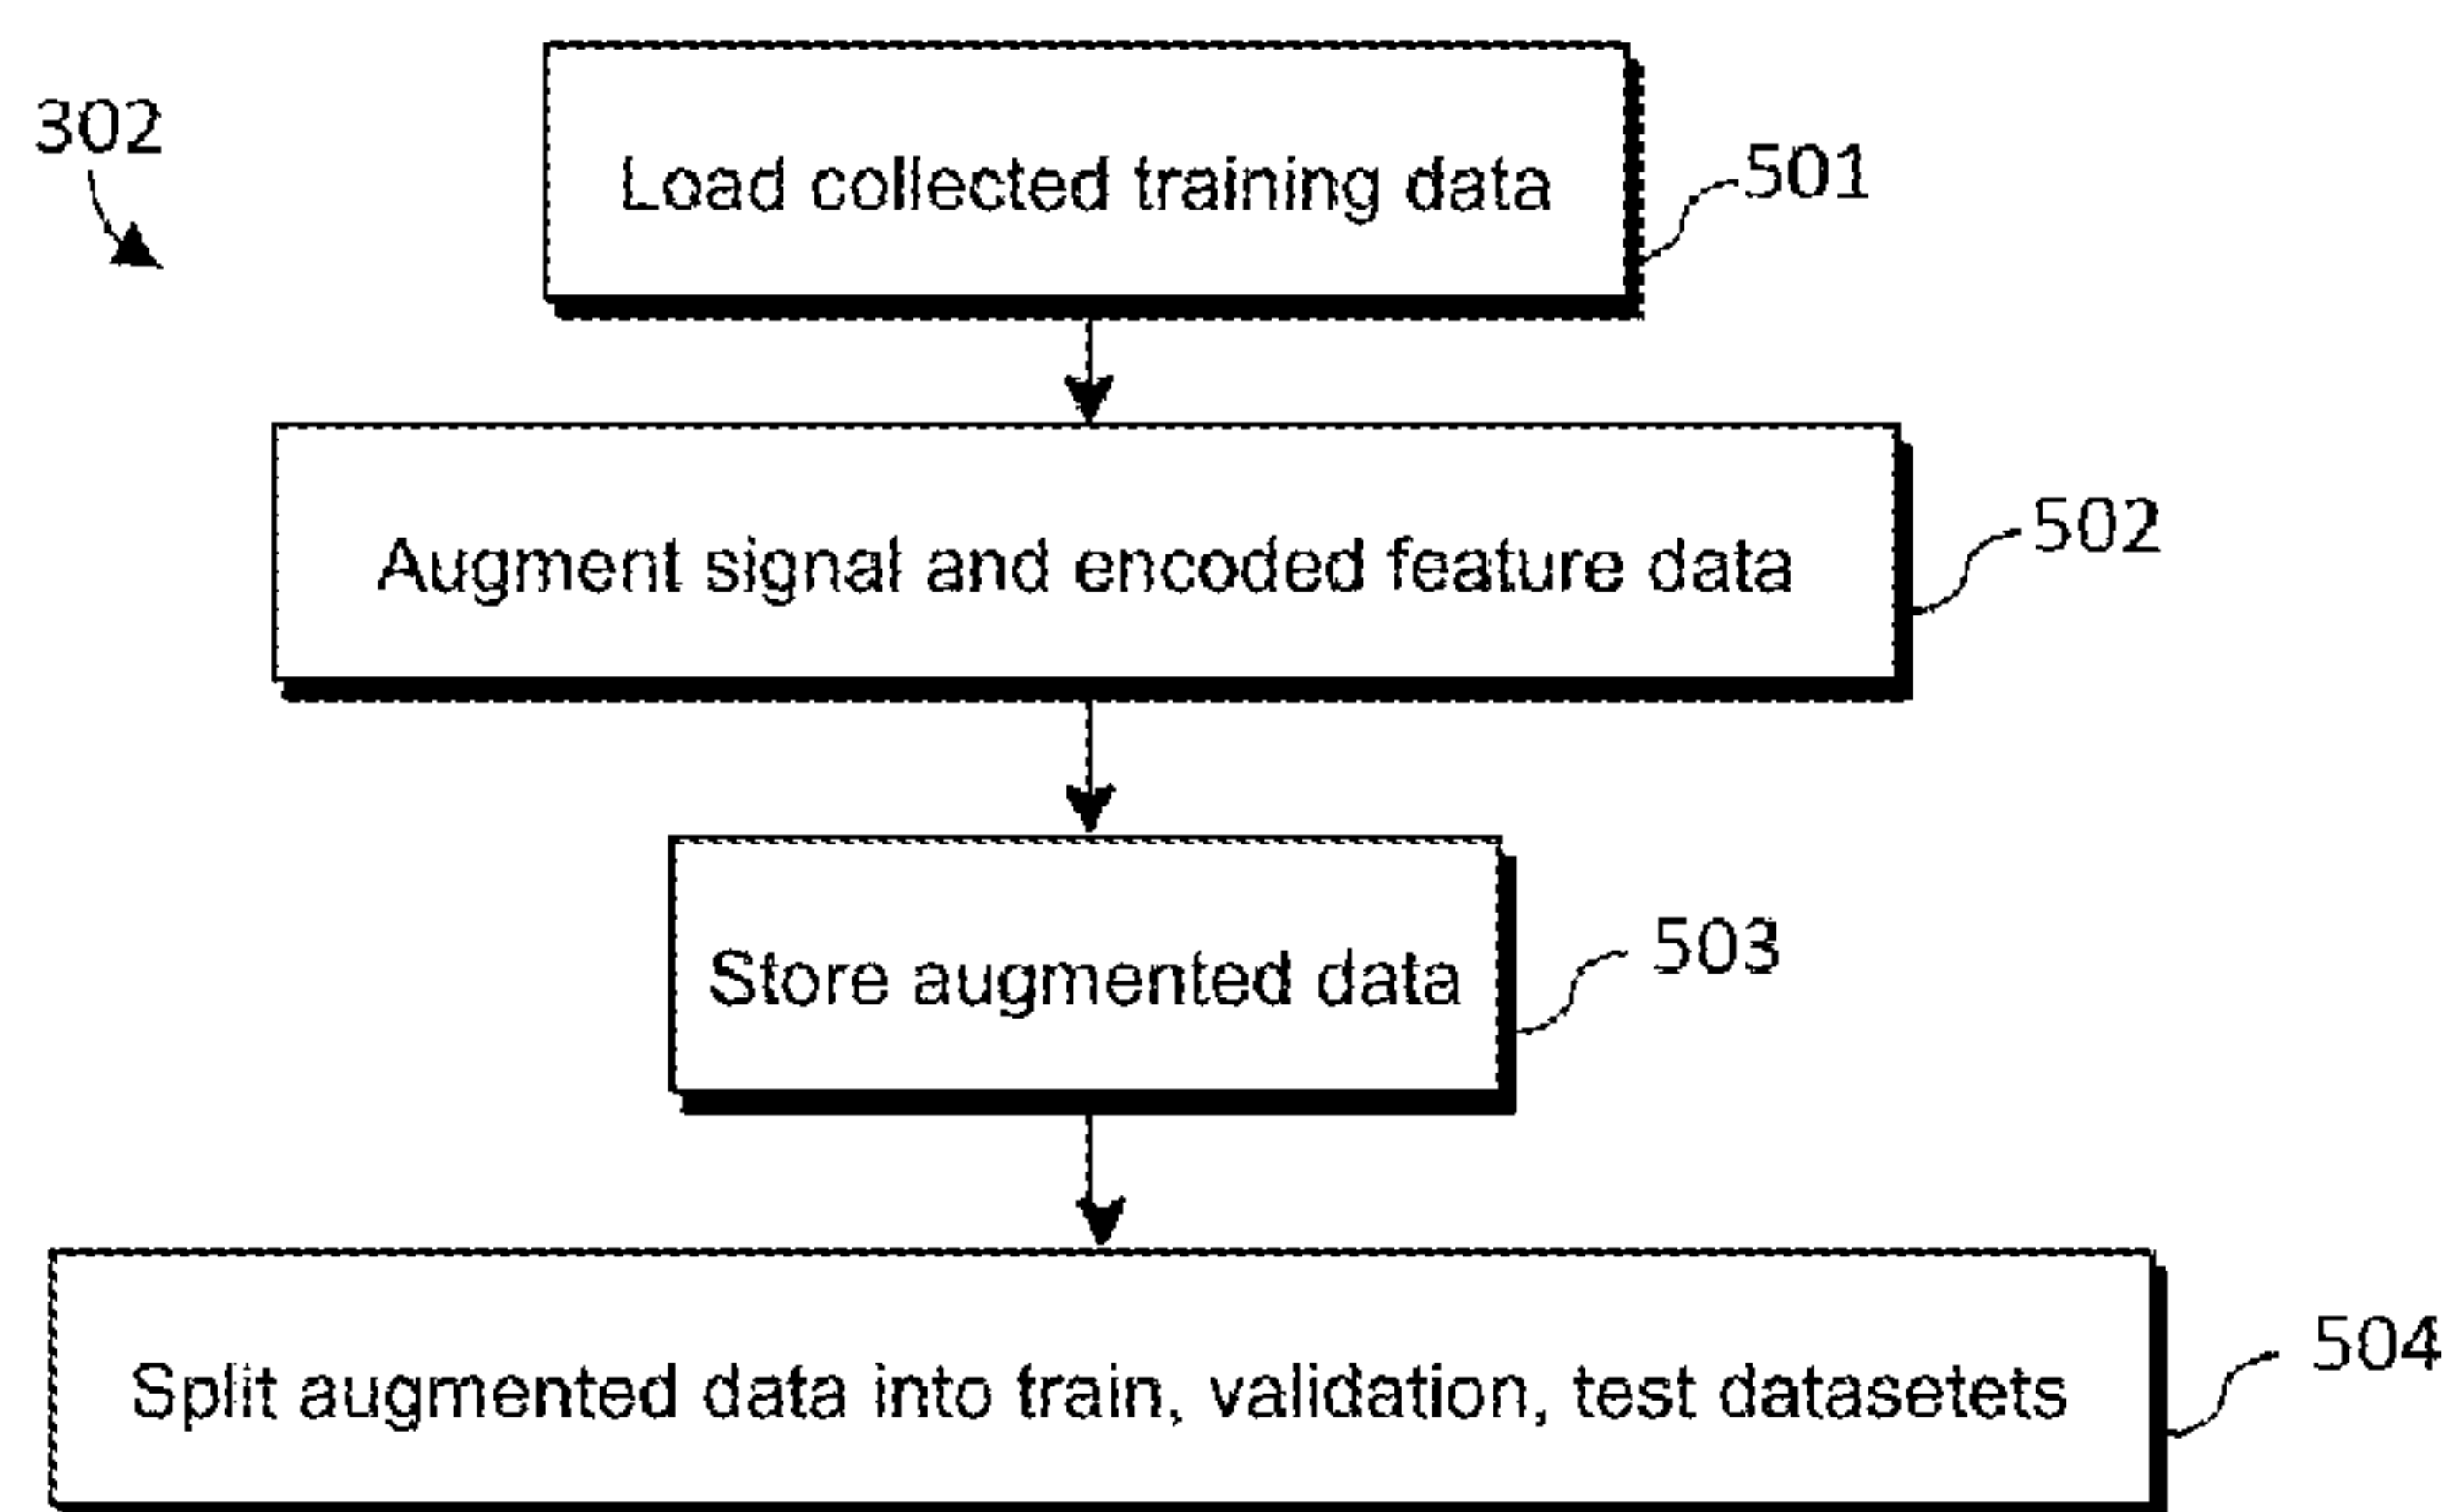 302
Load collected training data
501
Augment signal and encoded feature data
502
Store augmented data
503
Split augmented data into train, validation, test datasetets
504